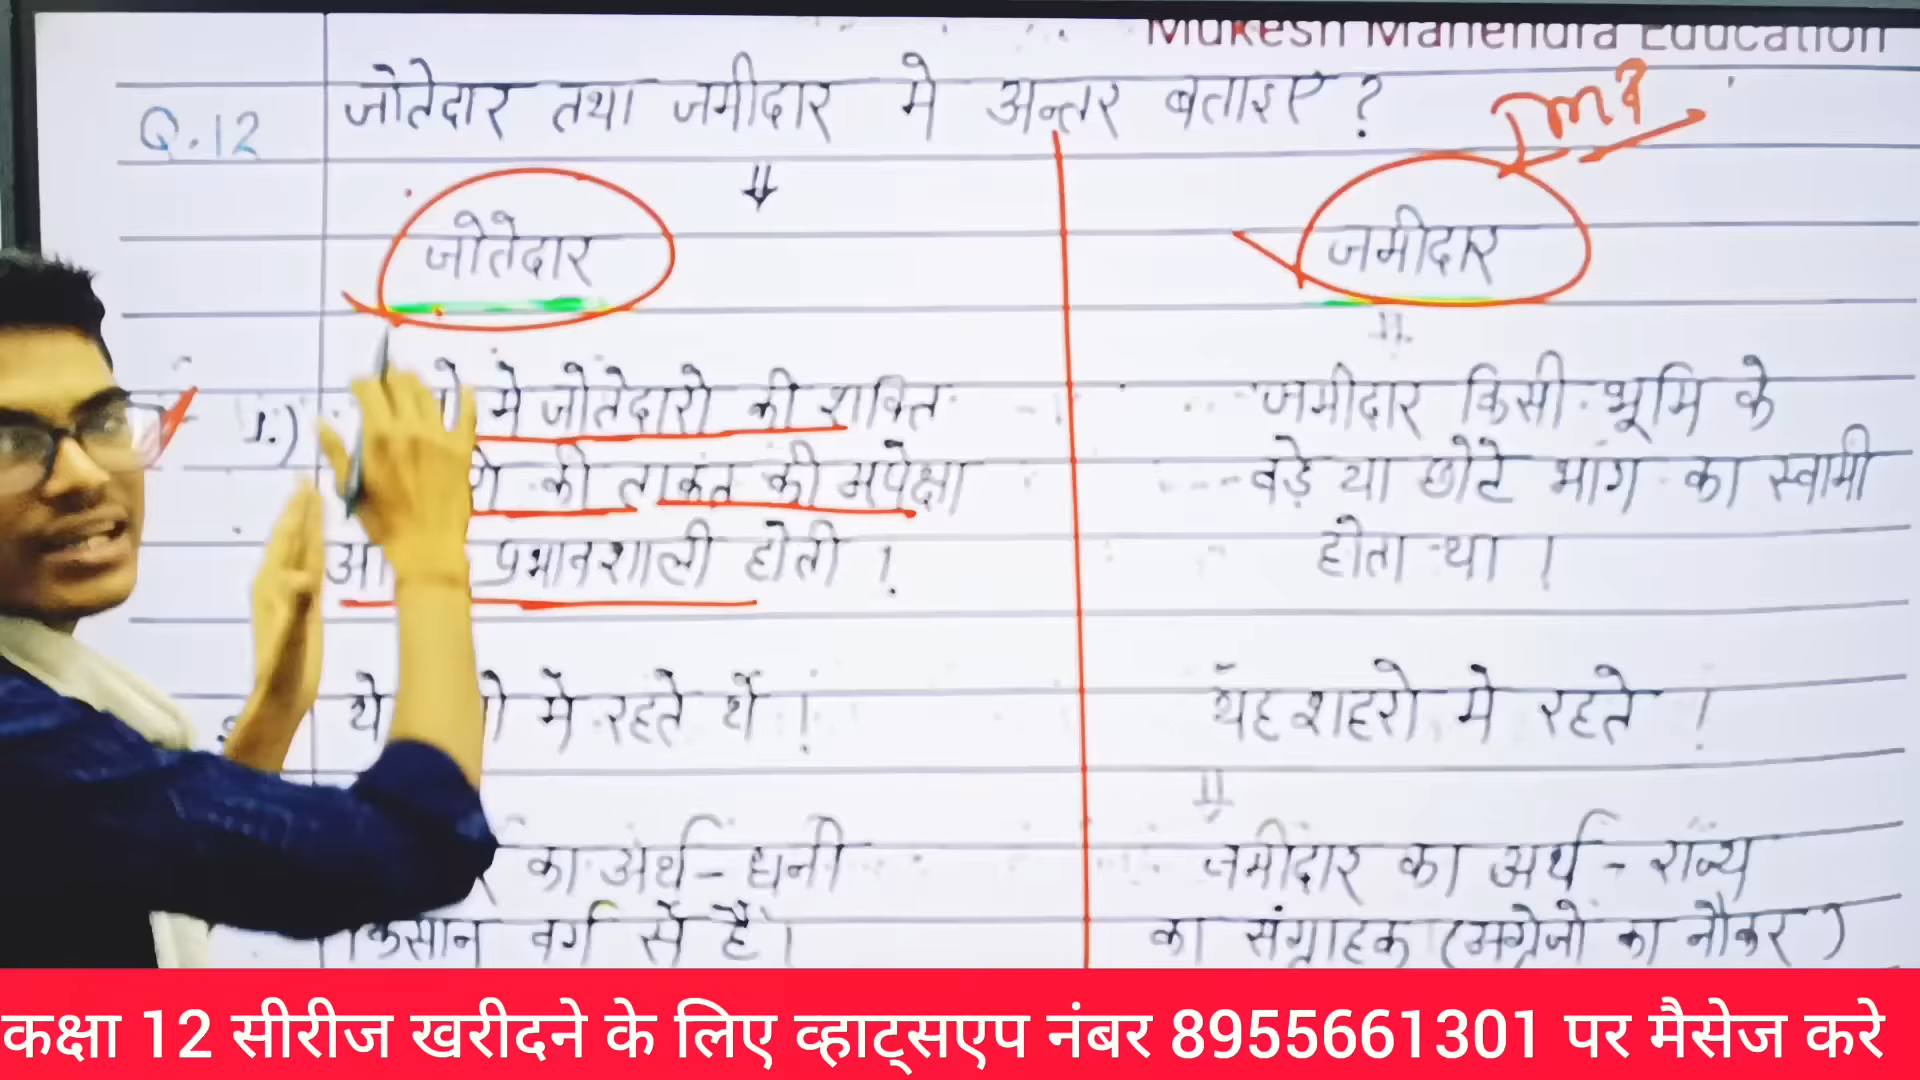 Mukesh Mahendra Education
Q.12 जोतेदार तथा जमीदार मे अन्तर बताइए ?
Imp
जोतेदार
जमीदार
1.) मे जोतेदारो की शक्ति
की ताकत की अपेक्षा
प्रभावशाली होती ।
जमीदार किसी भूमि के
बड़े या छोटे भाग का स्वामी
होता था ।
ये में रहते थे ।
यह शहरो मे रहते ।
का अर्थ - धनी
किसान वर्ग से है।
जमीदार का अर्थ - राज्य
का संग्राहक (अंग्रेजो का नौकर )
कक्षा 12 सीरीज खरीदने के लिए व्हाट्सएप नंबर 8955661301 पर मैसेज करे